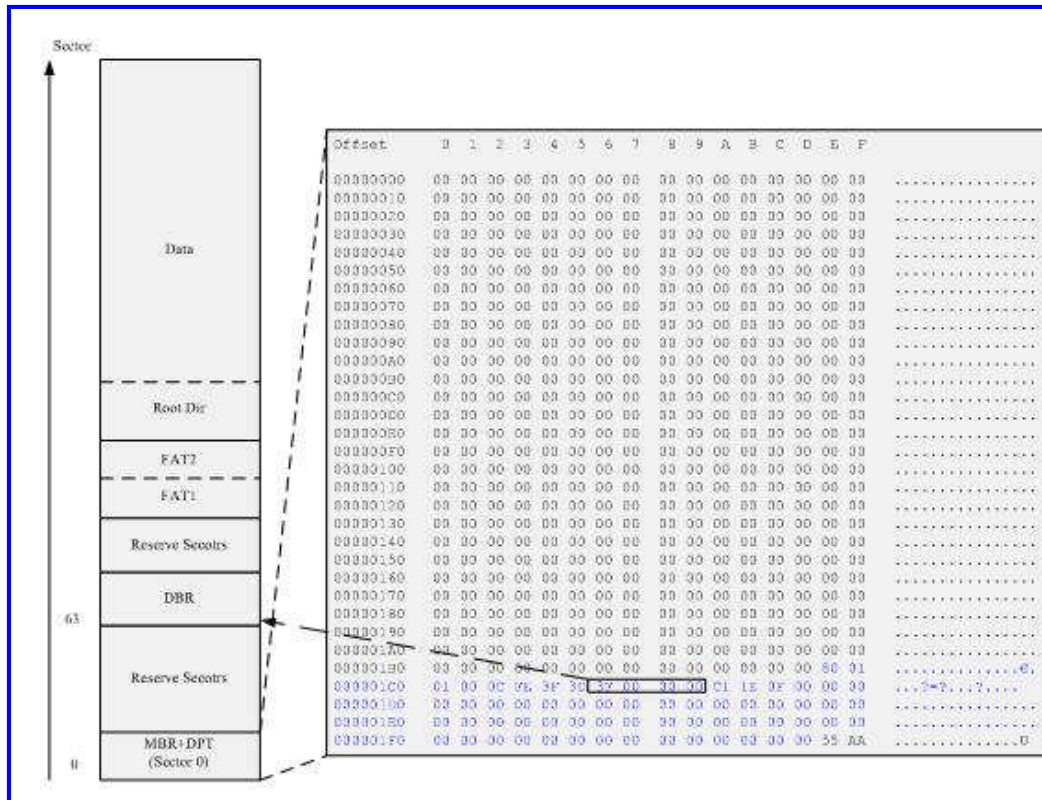 Sector
Data
Root Dir
FAT2
FAT1
Reserve Secotrs
DBR
63
Reserve Secotrs
MBR+DPT
(Sector 0)
0
Offset 0 1 2 3 4 5 6 7 8 9 A B C D E F
00000000 00 00 00 00 00 00 00 00 00 00 00 00 00 00 00 00 ................
00000010 00 00 00 00 00 00 00 00 00 00 00 00 00 00 00 00 ................
00000020 00 00 00 00 00 00 00 00 00 00 00 00 00 00 00 00 ................
00000030 00 00 00 00 00 00 00 00 00 00 00 00 00 00 00 00 ................
00000040 00 00 00 00 00 00 00 00 00 00 00 00 00 00 00 00 ................
00000050 00 00 00 00 00 00 00 00 00 00 00 00 00 00 00 00 ................
00000060 00 00 00 00 00 00 00 00 00 00 00 00 00 00 00 00 ................
00000070 00 00 00 00 00 00 00 00 00 00 00 00 00 00 00 00 ................
00000080 00 00 00 00 00 00 00 00 00 00 00 00 00 00 00 00 ................
00000090 00 00 00 00 00 00 00 00 00 00 00 00 00 00 00 00 ................
000000A0 00 00 00 00 00 00 00 00 00 00 00 00 00 00 00 00 ................
000000B0 00 00 00 00 00 00 00 00 00 00 00 00 00 00 00 00 ................
000000C0 00 00 00 00 00 00 00 00 00 00 00 00 00 00 00 00 ................
000000D0 00 00 00 00 00 00 00 00 00 00 00 00 00 00 00 00 ................
000000E0 00 00 00 00 00 00 00 00 00 00 00 00 00 00 00 00 ................
000000F0 00 00 00 00 00 00 00 00 00 00 00 00 00 00 00 00 ................
00000100 00 00 00 00 00 00 00 00 00 00 00 00 00 00 00 00 ................
00000110 00 00 00 00 00 00 00 00 00 00 00 00 00 00 00 00 ................
00000120 00 00 00 00 00 00 00 00 00 00 00 00 00 00 00 00 ................
00000130 00 00 00 00 00 00 00 00 00 00 00 00 00 00 00 00 ................
00000140 00 00 00 00 00 00 00 00 00 00 00 00 00 00 00 00 ................
00000150 00 00 00 00 00 00 00 00 00 00 00 00 00 00 00 00 ................
00000160 00 00 00 00 00 00 00 00 00 00 00 00 00 00 00 00 ................
00000170 00 00 00 00 00 00 00 00 00 00 00 00 00 00 00 00 ................
00000180 00 00 00 00 00 00 00 00 00 00 00 00 00 00 00 00 ................
00000190 00 00 00 00 00 00 00 00 00 00 00 00 00 00 00 00 ................
000001A0 00 00 00 00 00 00 00 00 00 00 00 00 00 00 00 00 ................
000001B0 00 00 00 00 00 00 00 00 00 00 00 00 00 00 80 01
000001C0 01 00 0C FE 3F 3D 3F 00 00 00 C1 1E 0F 00 00 00 ...?=?...?....
000001D0 00 00 00 00 00 00 00 00 00 00 00 00 00 00 00 00 ................
000001E0 00 00 00 00 00 00 00 00 00 00 00 00 00 00 00 00 ................
000001F0 00 00 00 00 00 00 00 00 00 00 00 00 00 00 55 AA